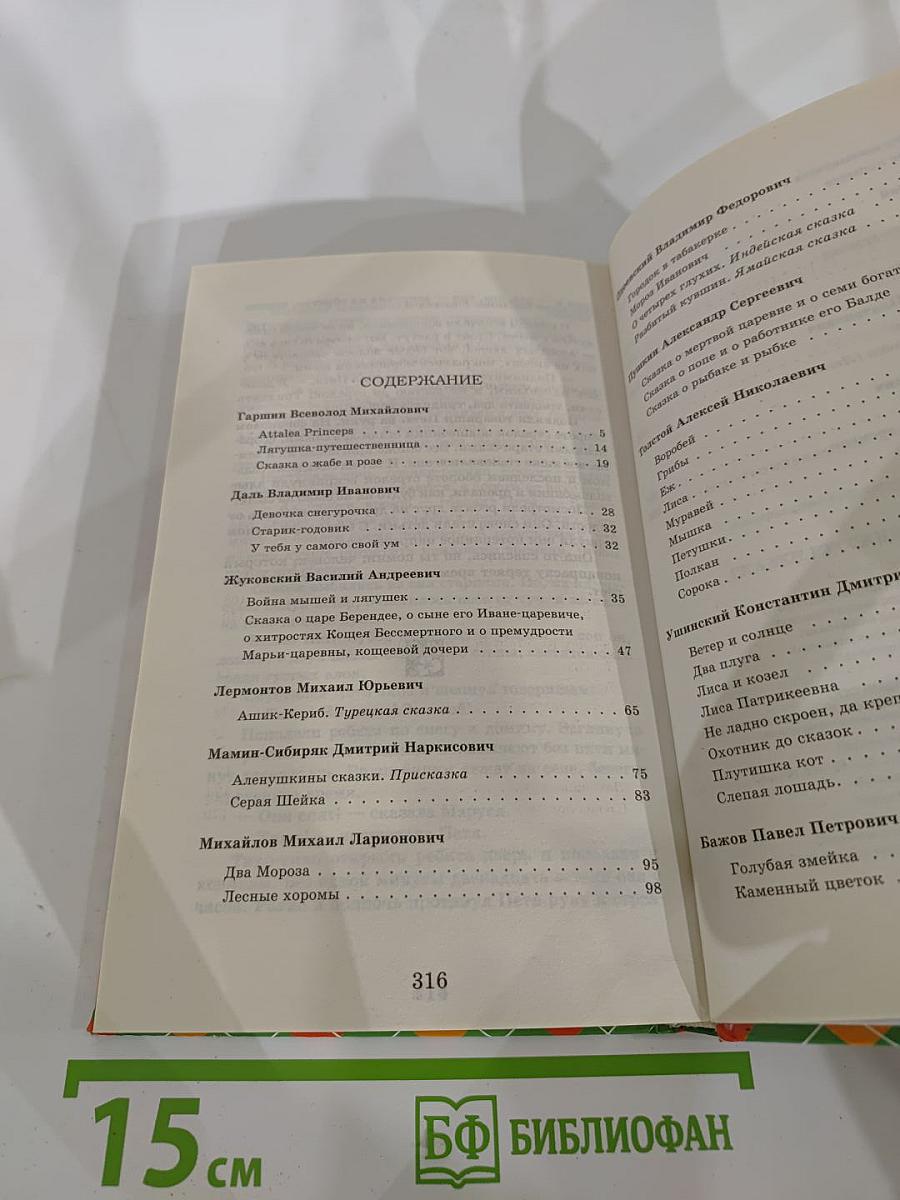 СОДЕРЖАНИЕ
Гаршин Всеволод Михайлович
Attalea Princeps . . . . . . . . . . . . . . . . . . . . 5
Лягушка-путешественница . . . . . . . . . . . . . . 14
Сказка о жабе и розе . . . . . . . . . . . . . . . . . 19
Даль Владимир Иванович
Девочка снегурочка . . . . . . . . . . . . . . . . . 28
Старик-годовик . . . . . . . . . . . . . . . . . . . 32
У тебя у самого свой ум . . . . . . . . . . . . . . . 32
Жуковский Василий Андреевич
Война мышей и лягушек . . . . . . . . . . . . . . . 35
Сказка о царе Берендее, о сыне его Иване-царевиче,
о хитростях Кощея Бессмертного и о премудрости
Марьи-царевны, кощеевой дочери . . . . . . . . . . 47
Лермонтов Михаил Юрьевич
Ашик-Кериб. Турецкая сказка . . . . . . . . . . . . 65
Мамин-Сибиряк Дмитрий Наркисович
Аленушкины сказки. Присказка . . . . . . . . . . . 75
Серая Шейка . . . . . . . . . . . . . . . . . . . . 83
Михайлов Михаил Ларионович
Два Мороза . . . . . . . . . . . . . . . . . . . . . 95
Лесные хоромы . . . . . . . . . . . . . . . . . . . 98
316
Владимир Федорович
Городок в табакерке . . . . . . .
Мороз Иванович . . . . . . .
О четырех глухих. Индейская сказка . . .
Разбитый кувшин. Ямайская сказка . . .
Пушкин Александр Сергеевич
Сказка о мертвой царевне и о семи
Сказка о попе и о работнике его Балде
Сказка о рыбаке и рыбке . . . . . .
Толстой Алексей Николаевич
Воробей . . . . . . . .
Грибы . . . . . . . .
Еж. . . . . . . . .
Лиса . . . . . . . .
Муравей . . . . . . . .
Мышка . . . . . . . .
Петушки. . . . . . . .
Полкан . . . . . . . .
Сорока . . . . . . . .
Ушинский Константин
Ветер и солнце . . . . .
Два плуга . . . . . .
Лиса и козел . . . . .
Лиса Патрикеевна . . .
Не ладно скроен, да
Охотник до сказок . . .
Плутишка кот . . . .
Слепая лошадь. . . .
Бажов Павел Петрович
Голубая змейка . .
Каменный цветок .
15 см
БФ БИБЛИОФАН